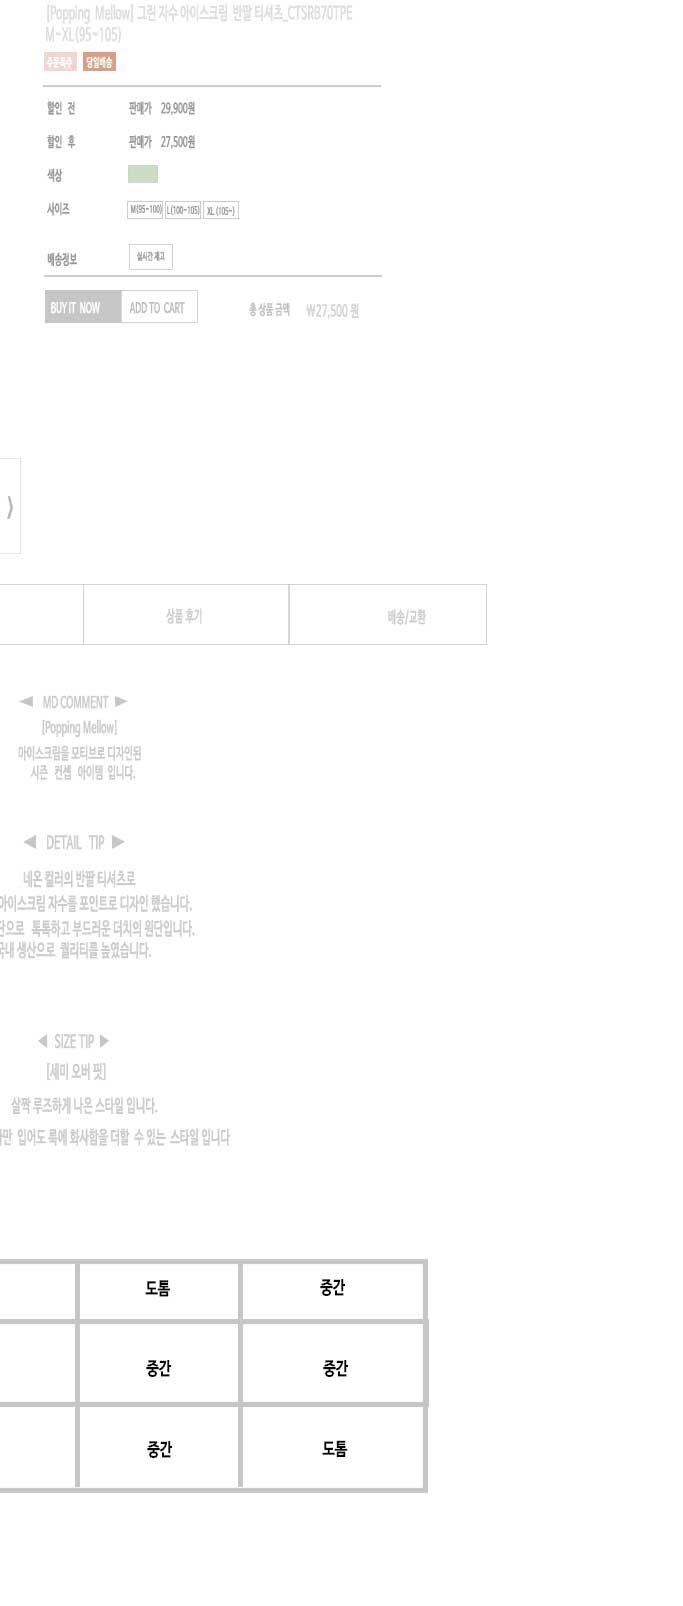 [Popping Mellow] 그린 자수 아이스크림 반팔 티셔츠_CTSRB70TPE
M~XL(95~105)
주문폭주 당일배송
할인 전 판매가 29,900원
할인 후 판매가 27,500원
색상
사이즈 M(95~100) L(100~105) XL (105~)
배송정보 실시간 재고
BUY IT NOW ADD TO CART 총 상품 금액 ₩27,500 원
상품 후기 배송/교환
◀ MD COMMENT ▶
[Popping Mellow]
아이스크림을 모티브로 디자인된
시즌 컨셉 아이템 입니다.
◀ DETAIL TIP ▶
네온 컬러의 반팔 티셔츠로
아이스크림 자수를 포인트로 디자인 했습니다.
단으로 톡톡하고 부드러운 더치의 원단입니다.
국내 생산으로 퀄리티를 높였습니다.
◀ SIZE TIP ▶
[세미 오버 핏]
살짝 루즈하게 나온 스타일 입니다.
입어도 룩에 화사함을 더할 수 있는 스타일 입니다
도톰 중간
중간 중간
중간 도톰